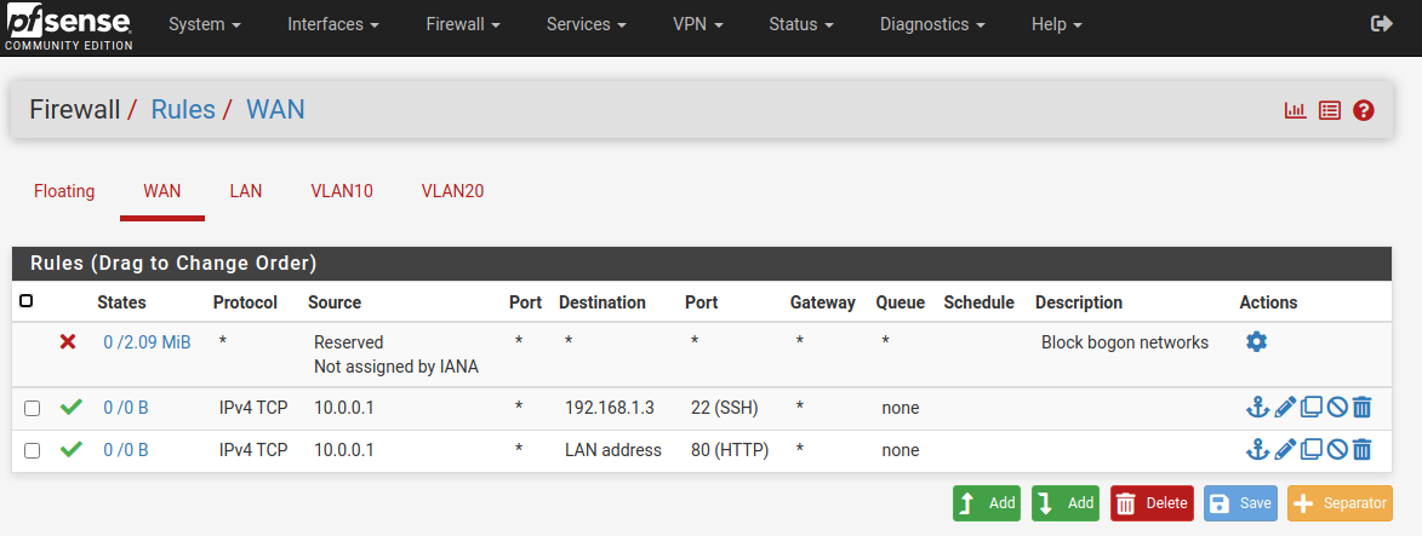 pfsense
COMMUNITY EDITION
System Interfaces Firewall Services VPN Status Diagnostics Help
Firewall / Rules / WAN
Floating WAN LAN VLAN10 VLAN20
Rules (Drag to Change Order)
States Protocol Source Port Destination Port Gateway Queue Schedule Description Actions
0 /2.09 MiB * Reserved * * * * * Block bogon networks
Not assigned by IANA
0 /0 B IPv4 TCP 10.0.0.1 * 192.168.1.3 22 (SSH) * none
0 /0 B IPv4 TCP 10.0.0.1 * LAN address 80 (HTTP) * none
Add Add Delete Save Separator